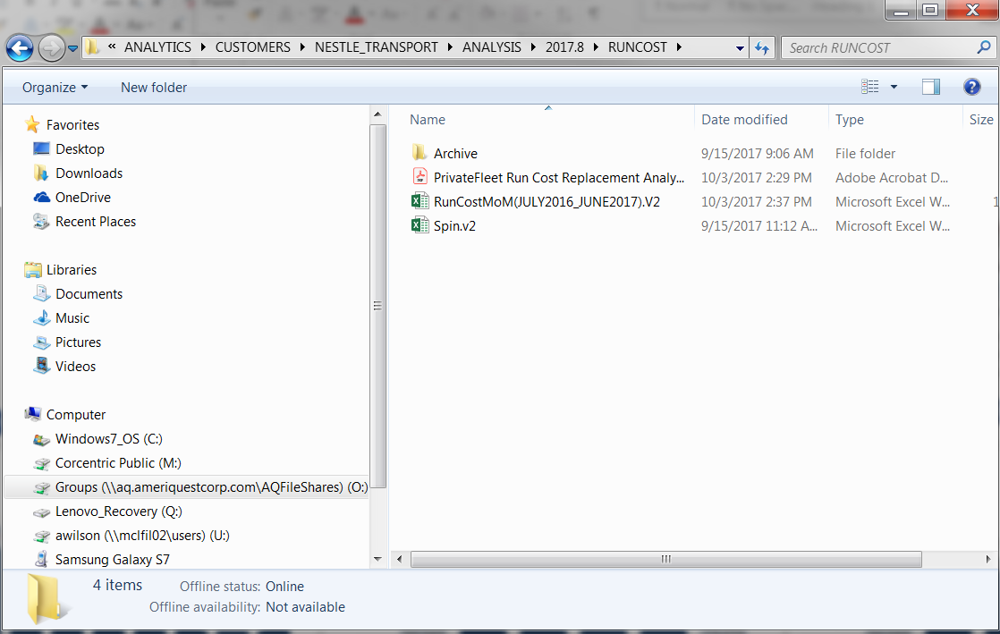 « ANALYTICS CUSTOMERS NESTLE_TRANSPORT ANALYSIS 2017.8 RUNCOST Search RUNCOST
Organize New folder
Favorites
Desktop
Downloads
OneDrive
Recent Places
Libraries
Documents
Music
Pictures
Videos
Computer
Windows7_OS (C:)
Corcentric Public (M:)
Groups (\\aq.ameriquestcorp.com\AQFileShares) (O:)
Lenovo_Recovery (Q:)
awilson (\\mclfil02\users) (U:)
Samsung Galaxy S7
Name Date modified Type Size
Archive 9/15/2017 9:06 AM File folder
PrivateFleet Run Cost Replacement Analy... 10/3/2017 2:29 PM Adobe Acrobat D...
RunCostMoM(JULY2016_JUNE2017).V2 10/3/2017 2:37 PM Microsoft Excel W... 1
Spin.v2 9/15/2017 11:12 A... Microsoft Excel W...
4 items Offline status: Online
Offline availability: Not available